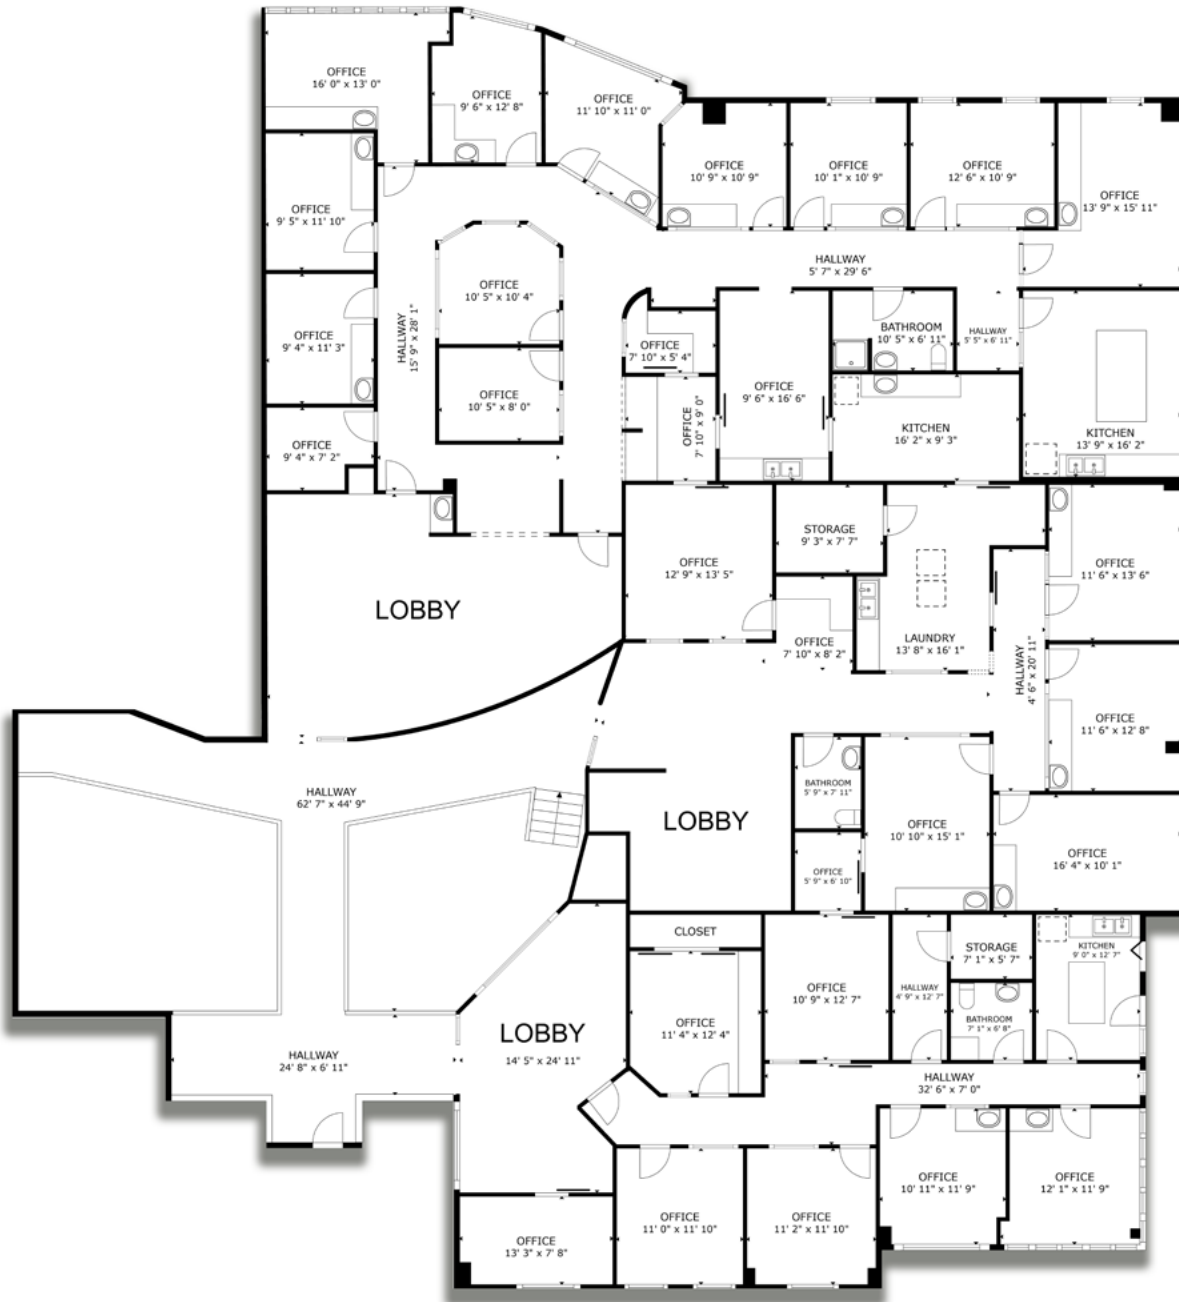 OFFICE
16' 0" x 13' 0"
OFFICE
9' 6" x 12' 8"
OFFICE
11' 10" x 11' 0"
OFFICE
10' 9" x 10' 9"
OFFICE
10' 1" x 10' 9"
OFFICE
12' 6" x 10' 9"
OFFICE
13' 9" x 15' 11"
OFFICE
9' 5" x 11' 10"
HALLWAY
5' 7" x 29' 6"
OFFICE
10' 5" x 10' 4"
HALLWAY
15' 9" x 28' 1"
OFFICE
9' 4" x 11' 3"
OFFICE
7' 10" x 5' 4"
BATHROOM
10' 5" x 6' 11"
HALLWAY
5' 5" x 6' 11"
OFFICE
10' 5" x 8' 0"
OFFICE
9' 6" x 16' 6"
OFFICE
7' 10" x 9' 0"
KITCHEN
16' 2" x 9' 3"
KITCHEN
13' 9" x 16' 2"
OFFICE
9' 4" x 7' 2"
STORAGE
9' 3" x 7' 7"
OFFICE
12' 9" x 13' 5"
OFFICE
11' 6" x 13' 6"
LOBBY
OFFICE
7' 10" x 8' 2"
LAUNDRY
13' 8" x 16' 1"
HALLWAY
4' 6" x 20' 11"
OFFICE
11' 6" x 12' 8"
HALLWAY
62' 7" x 44' 9"
BATHROOM
5' 9" x 7' 11"
LOBBY
OFFICE
10' 10" x 15' 1"
OFFICE
16' 4" x 10' 1"
OFFICE
5' 9" x 6' 10"
CLOSET
STORAGE
7' 1" x 5' 7"
KITCHEN
9' 0" x 12' 7"
OFFICE
10' 9" x 12' 7"
HALLWAY
4' 9" x 12' 7"
OFFICE
11' 4" x 12' 4"
BATHROOM
7' 1" x 6' 8"
LOBBY
14' 5" x 24' 11"
HALLWAY
24' 8" x 6' 11"
HALLWAY
32' 6" x 7' 0"
OFFICE
10' 11" x 11' 9"
OFFICE
12' 1" x 11' 9"
OFFICE
11' 0" x 11' 10"
OFFICE
11' 2" x 11' 10"
OFFICE
13' 3" x 7' 8"